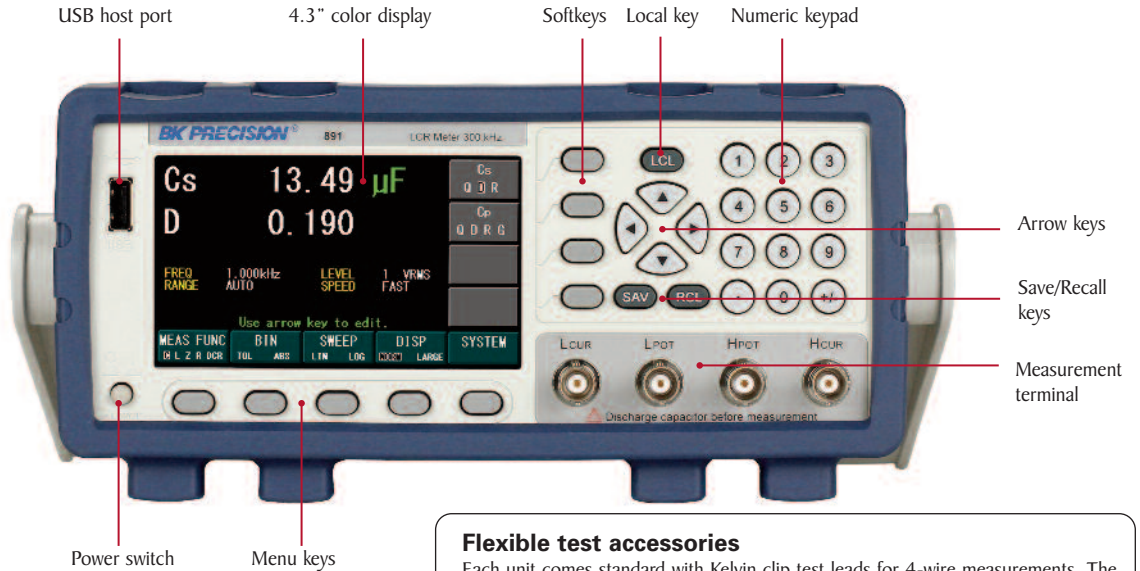 USB host port
4.3” color display
Softkeys
Local key
Numeric keypad
BK PRECISION®
891
LCR Meter 300 kHz
Cs 13.49 µF
D 0.190
Cs
Q D R
Cp
Q D R G
FREQ 1.000kHz LEVEL 1 VRMS
RANGE AUTO SPEED FAST
Use arrow key to edit.
MEAS FUNC BIN SWEEP DISP SYSTEM
C L Z R DCR TOL ABS LIN LOG LARGE
LCL
1 2 3
4 5 6
7 8 9
SAV RCL
. 0 +/-
Arrow keys
Save/Recall
keys
LCUR LPOT HPOT HCUR
Discharge capacitor before measurement
Measurement
terminal
Power switch
Menu keys
Flexible test accessories
Each unit comes standard with Kelvin clip test leads for 4-wire measurements. The